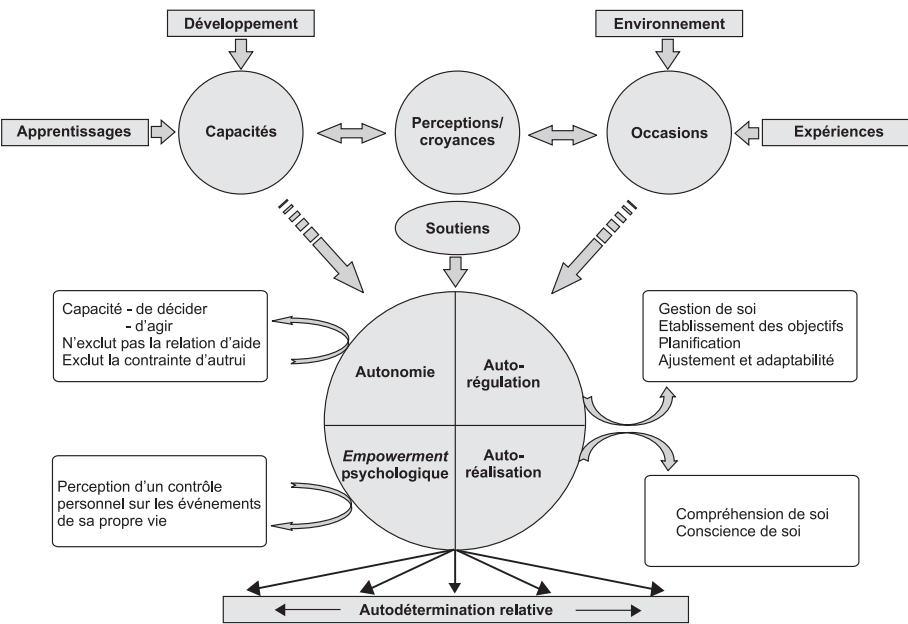 Développement
Environnement
Apprentissages
Capacités
Perceptions/
croyances
Occasions
Expériences
Soutiens
Capacité - de décider
- d'agir
N'exclut pas la relation d'aide
Exclut la contrainte d'autrui
Autonomie
Auto-
régulation
Gestion de soi
Etablissement des objectifs
Planification
Ajustement et adaptabilité
Empowerment
psychologique
Auto-
réalisation
Perception d'un contrôle
personnel sur les événements
de sa propre vie
Compréhension de soi
Conscience de soi
Autodétermination relative